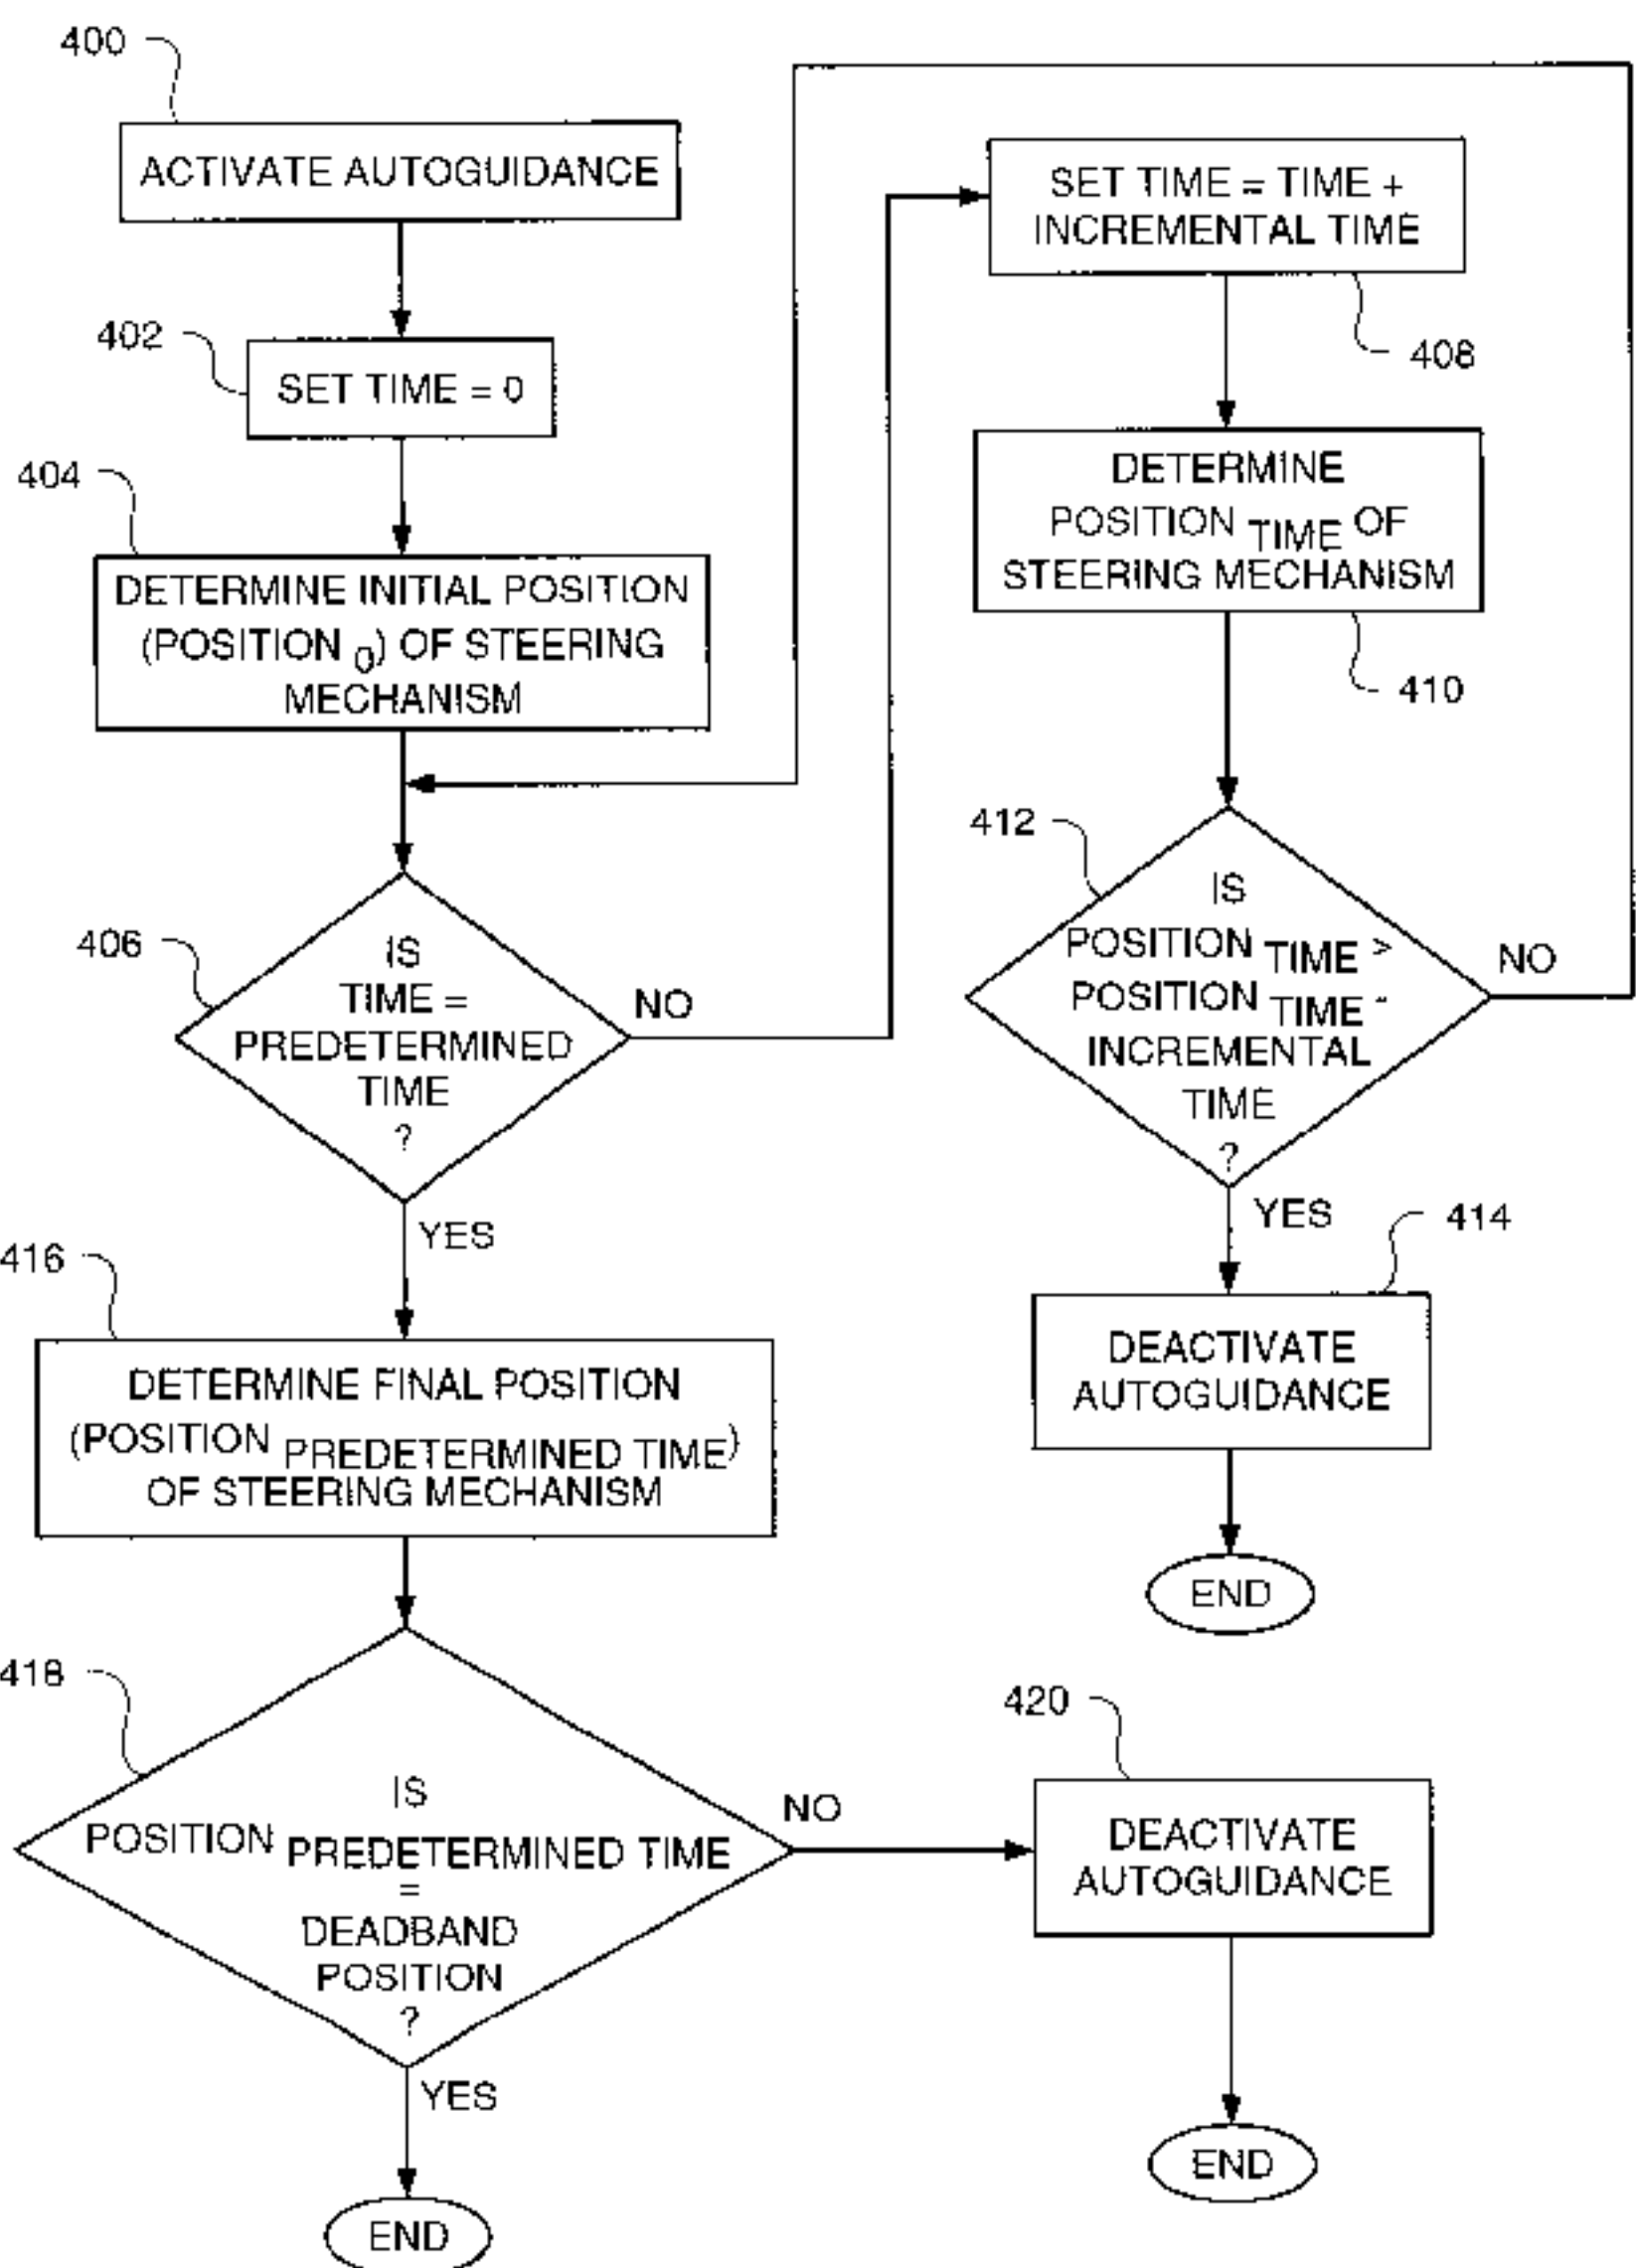 400
ACTIVATE AUTOGUIDANCE
402
SET TIME = 0
404
DETERMINE INITIAL POSITION
(POSITION 0) OF STEERING
MECHANISM
406
IS
TIME =
PREDETERMINED
TIME
?
NO
YES
SET TIME = TIME +
INCREMENTAL TIME
408
DETERMINE
POSITION TIME OF
STEERING MECHANISM
410
412
IS
POSITION TIME >
POSITION TIME -
INCREMENTAL
TIME
?
NO
YES
414
DEACTIVATE
AUTOGUIDANCE
END
416
DETERMINE FINAL POSITION
(POSITION PREDETERMINED TIME)
OF STEERING MECHANISM
418
IS
POSITION PREDETERMINED TIME
=
DEADBAND
POSITION
?
NO
YES
END
420
DEACTIVATE
AUTOGUIDANCE
END